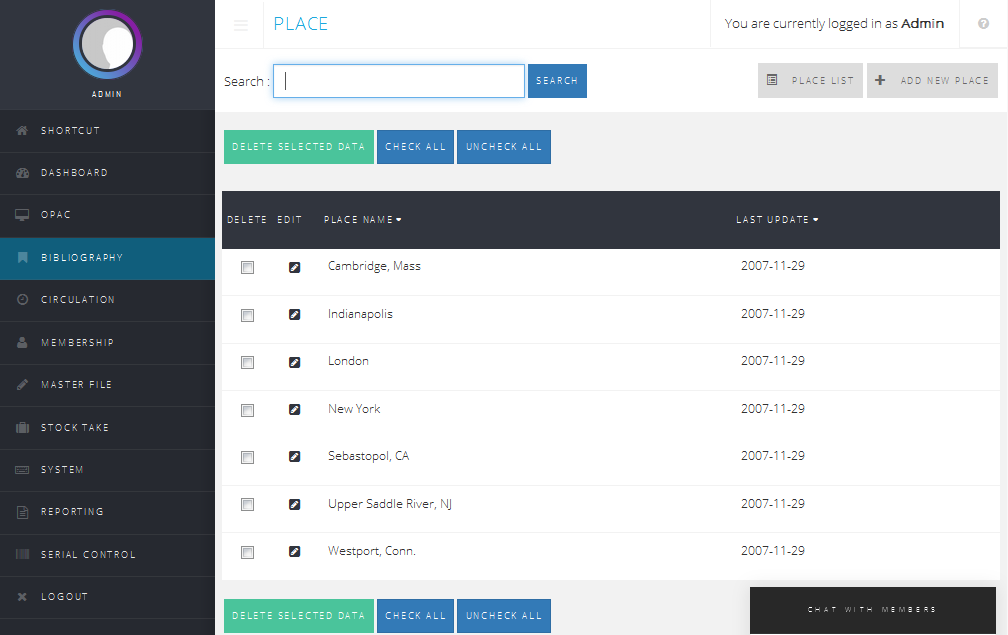 ADMIN
SHORTCUT
DASHBOARD
OPAC
BIBLIOGRAPHY
CIRCULATION
MEMBERSHIP
MASTER FILE
STOCK TAKE
SYSTEM
REPORTING
SERIAL CONTROL
LOGOUT
PLACE
You are currently logged in as Admin
Search :
SEARCH
PLACE LIST
ADD NEW PLACE
DELETE SELECTED DATA CHECK ALL UNCHECK ALL
DELETE EDIT PLACE NAME LAST UPDATE
Cambridge, Mass 2007-11-29
Indianapolis 2007-11-29
London 2007-11-29
New York 2007-11-29
Sebastopol, CA 2007-11-29
Upper Saddle River, NJ 2007-11-29
Westport, Conn. 2007-11-29
DELETE SELECTED DATA CHECK ALL UNCHECK ALL
CHAT WITH MEMBERS